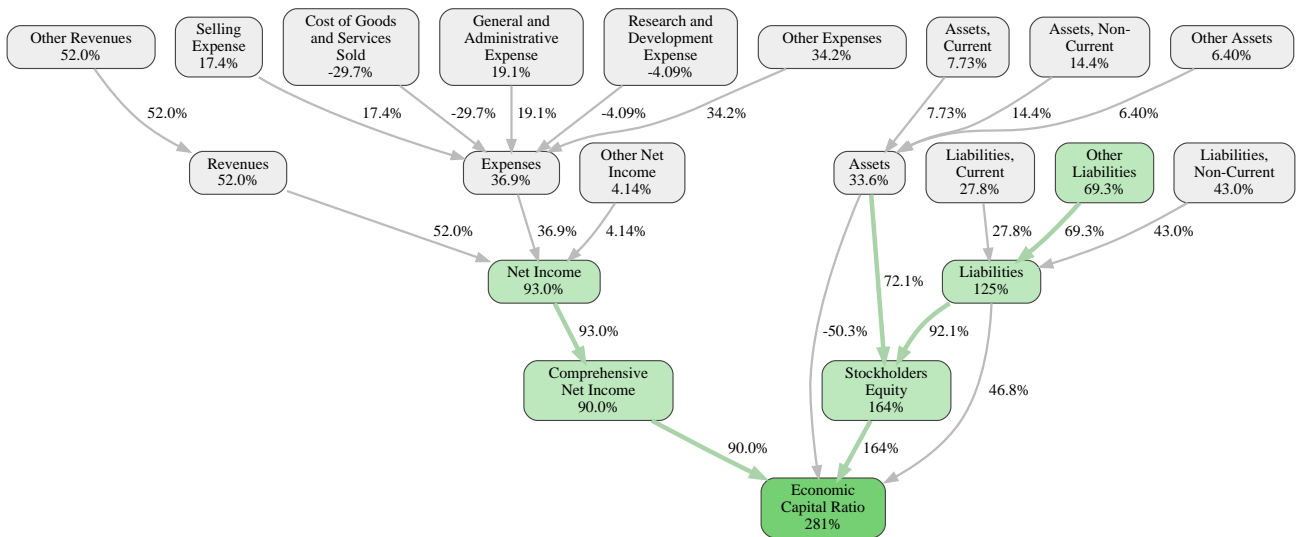 Other Revenues
52.0%
Selling
Expense
17.4%
Cost of Goods
and Services
Sold
-29.7%
General and
Administrative
Expense
19.1%
Research and
Development
Expense
-4.09%
Other Expenses
34.2%
Assets,
Current
7.73%
Assets, Non-
Current
14.4%
Other Assets
6.40%
52.0%
17.4%
-29.7%
19.1%
-4.09%
34.2%
7.73%
14.4%
6.40%
Revenues
52.0%
Expenses
36.9%
Other Net
Income
4.14%
Assets
33.6%
Liabilities,
Current
27.8%
Other
Liabilities
69.3%
Liabilities,
Non-Current
43.0%
52.0%
36.9%
4.14%
27.8%
69.3%
43.0%
Net Income
93.0%
72.1%
Liabilities
125%
93.0%
-50.3%
92.1%
Comprehensive
Net Income
90.0%
Stockholders
Equity
164%
46.8%
90.0%
164%
Economic
Capital Ratio
281%